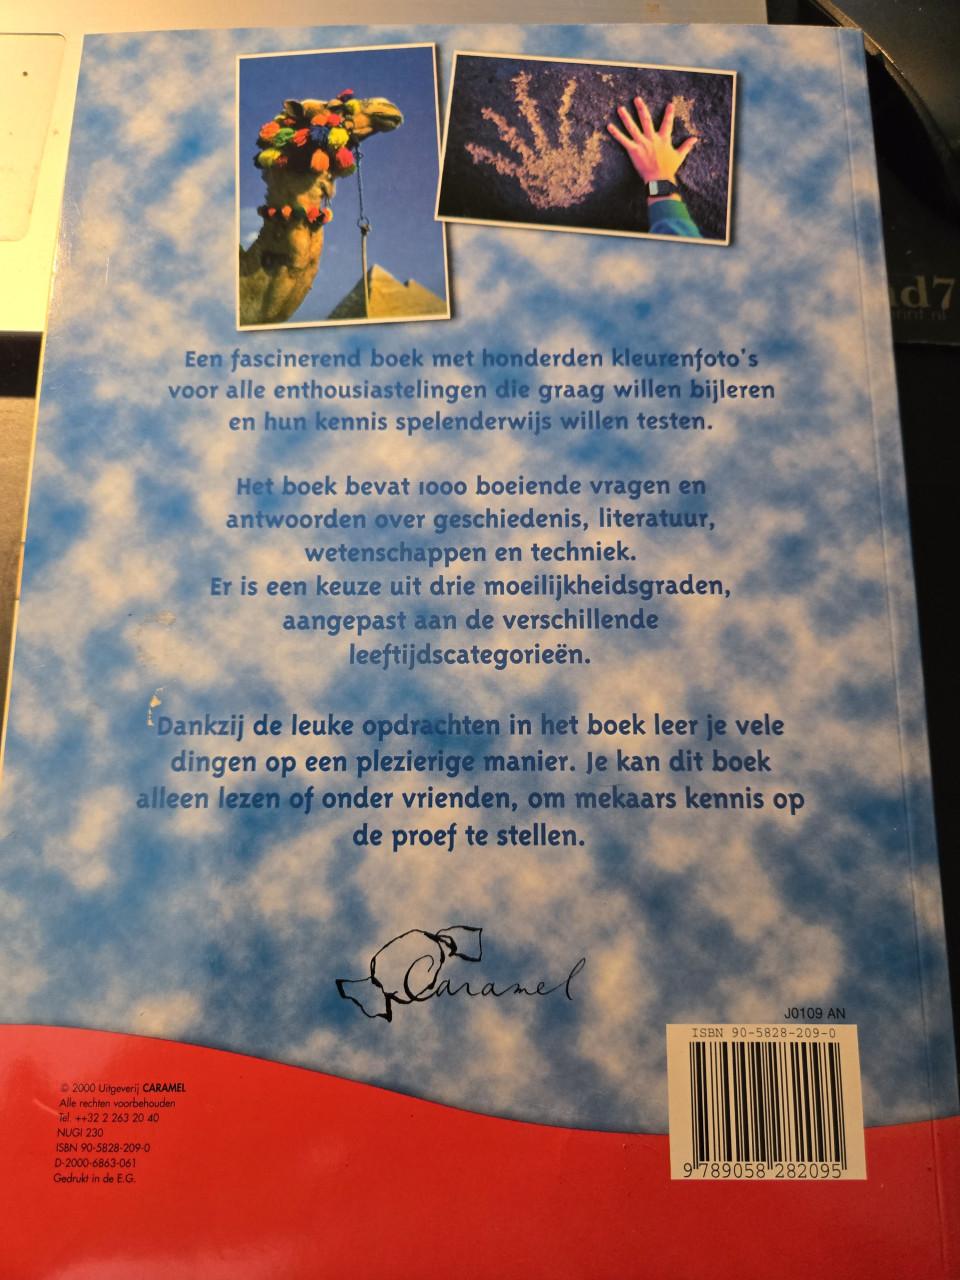 Een fascinerend boek met honderden kleurenfoto's
voor alle enthousiastelingen die graag willen bijleren
en hun kennis spelenderwijs willen testen.
Het boek bevat 1000 boeiende vragen en
antwoorden over geschiedenis, literatuur,
wetenschappen en techniek.
Er is een keuze uit drie moeilijkheidsgraden,
aangepast aan de verschillende
leeftijdscategorieën.
Dankzij de leuke opdrachten in het boek leer je vele
dingen op een plezierige manier. Je kan dit boek
alleen lezen of onder vrienden, om mekaars kennis op
de proef te stellen.
Caramel
J0109 AN
ISBN 90-5828-209-0
9 789058 282095
© 2000 Uitgeverij CARAMEL
Alle rechten voorbehouden
Tel. ++32 2 263 20 40
NUGI 230
ISBN 90-5828-209-0
D-2000-6863-061
Gedrukt in de E.G.